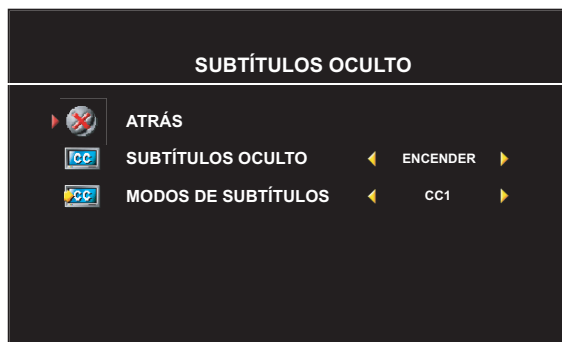 SUBTÍTULOS OCULTO
ATRÁS
CC SUBTÍTULOS OCULTO ENCENDER
CC MODOS DE SUBTÍTULOS CC1